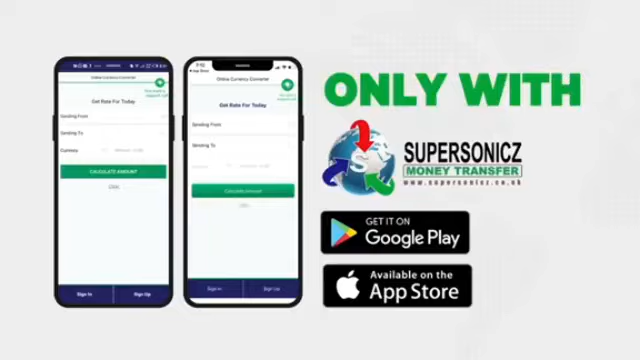 Online Currency Converter
Get Rate For Today
Sending From
Sending To
Currency
CALCULATE AMOUNT
Sign In
Sign Up
App Store
Online Currency Converter
Get Rate For Today
Sending From
Sending To
Calculate Amount
Sign In
Sign Up
ONLY WITH
SUPERSONICZ
MONEY TRANSFER
www.supersonicz.co.uk
GET IT ON
Google Play
Available on the
App Store